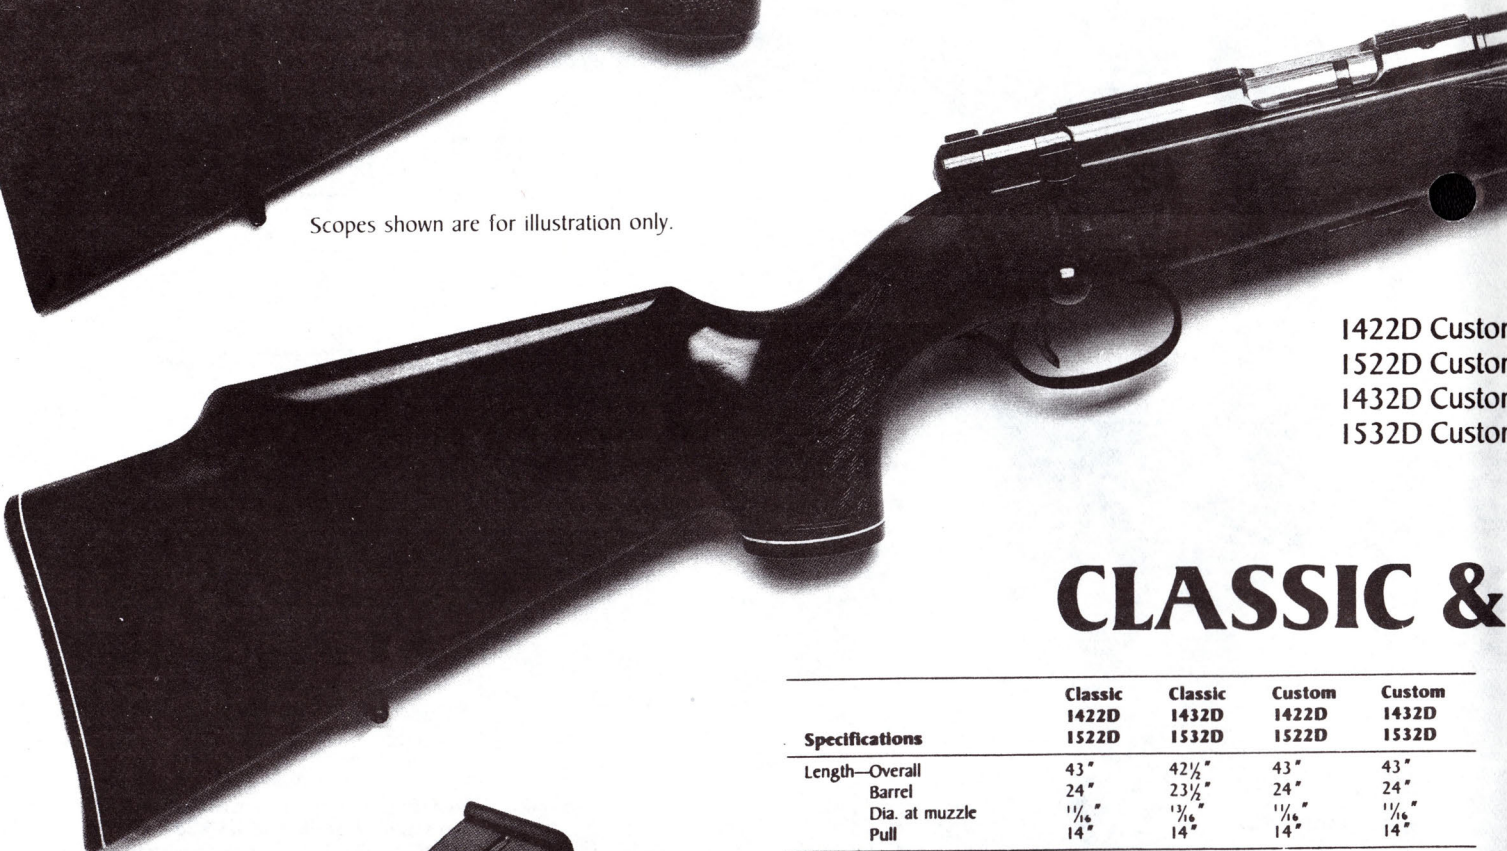 Scopes shown are for illustration only.
1422D Custor
1522D Custor
1432D Custor
1532D Custor
CLASSIC &
Specifications Classic 1422D 1522D Classic 1432D 1532D Custom 1422D 1522D Custom 1432D 1532D
Length—Overall 43" 42½" 43" 43"
Barrel 24" 23½" 24" 24"
Dia. at muzzle 11/16" 13/16" 11/16" 11/16"
Pull 14" 14" 14" 14"